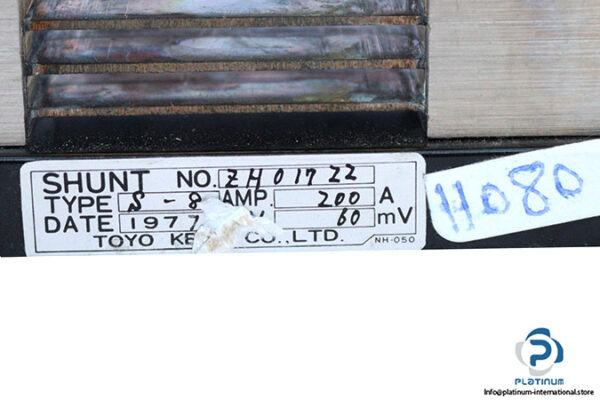 SHUNT NO. ZH01722
TYPE S-8 AMP. 200 A
DATE 1977 V 60 mV
TOYO KE CO.,LTD. NH-050
H080
PLATINUM
Info@platinum-international.store